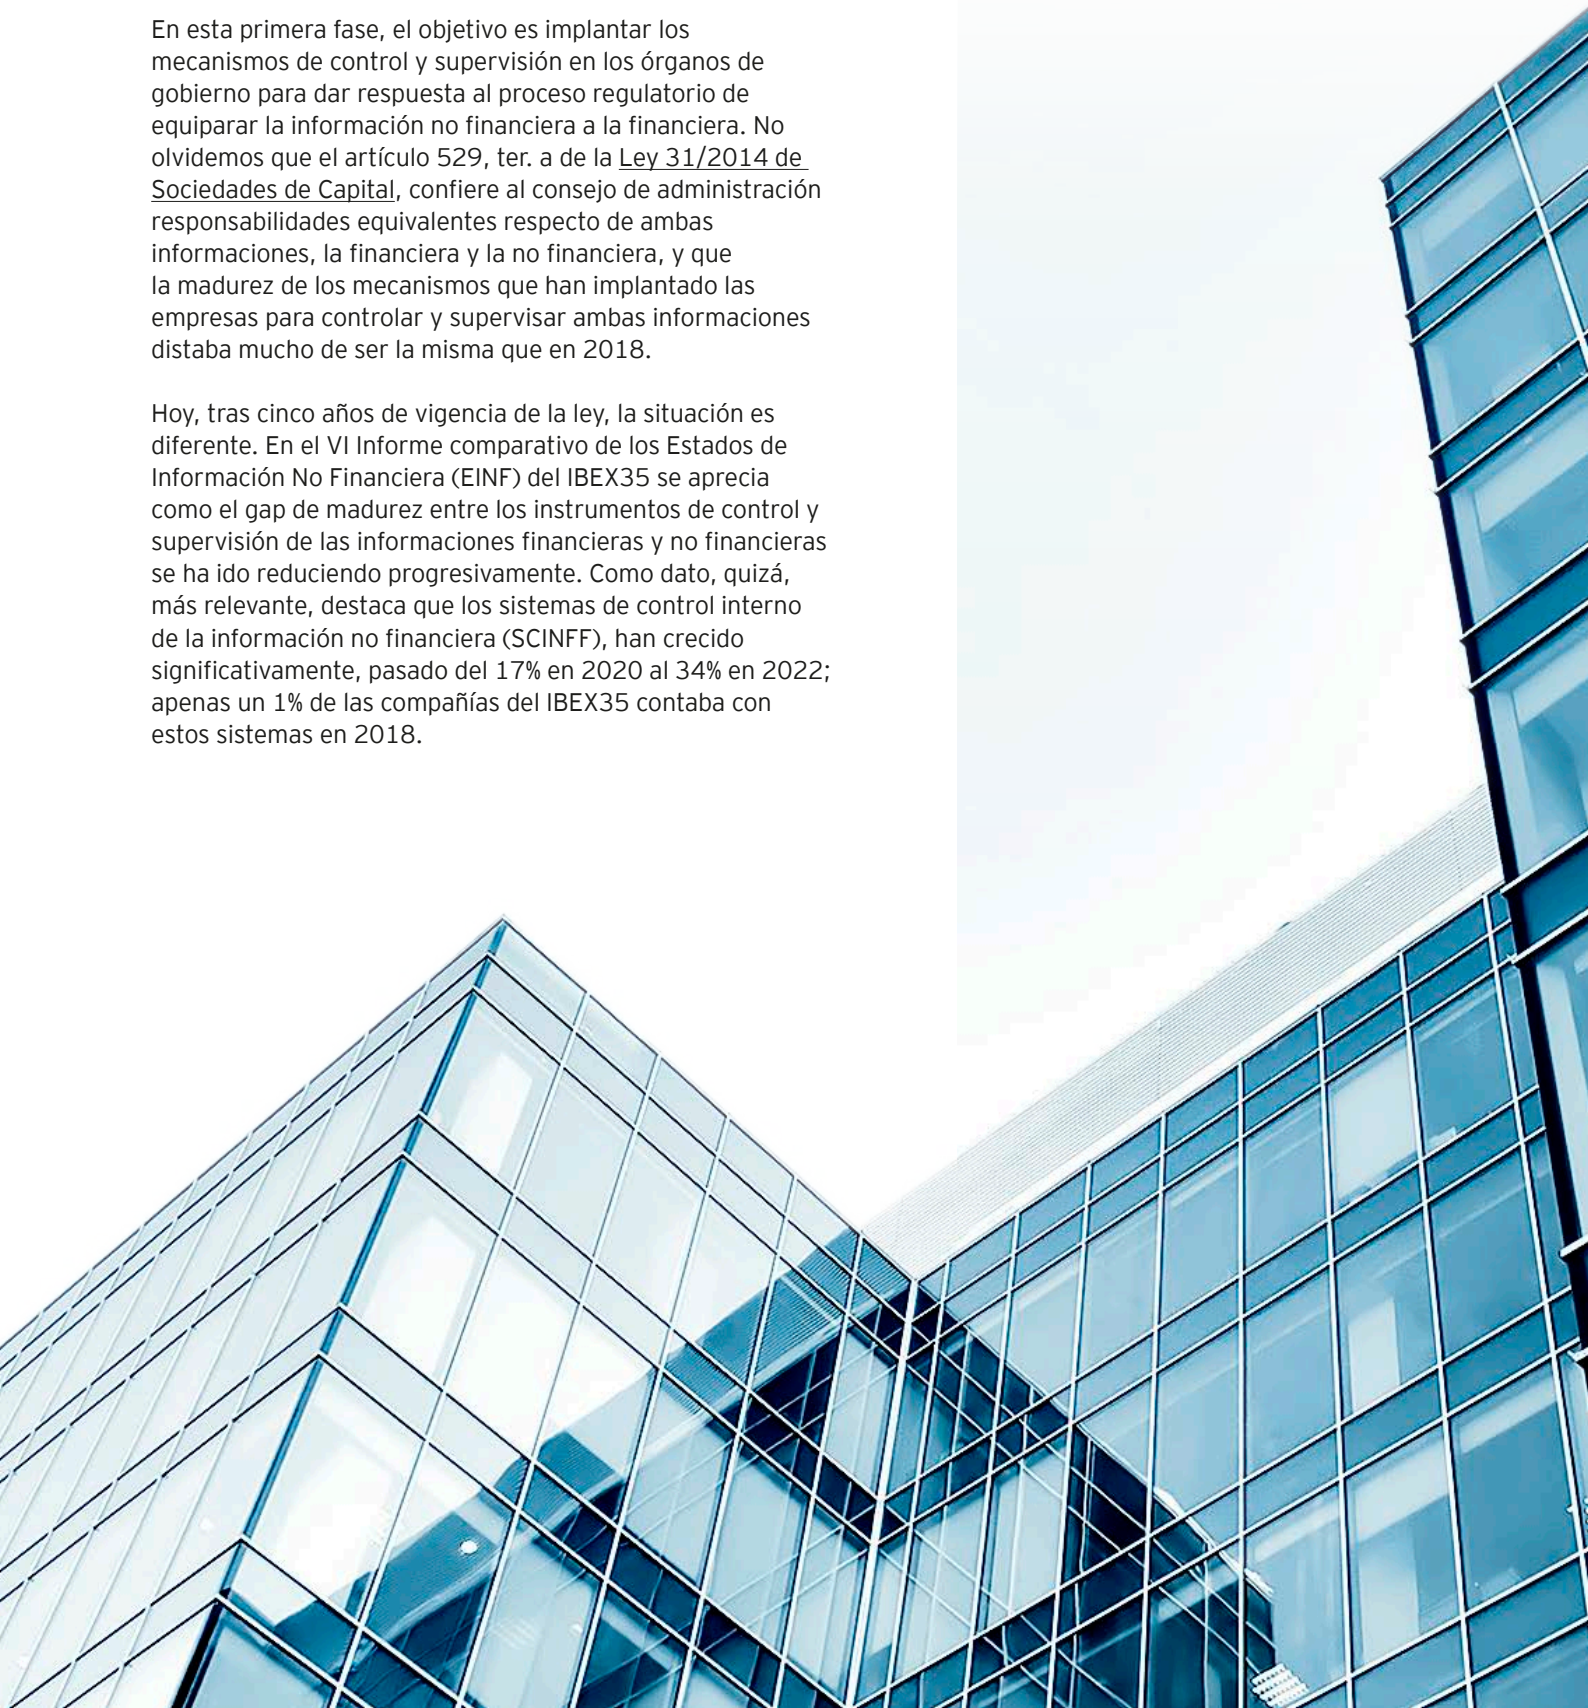 En esta primera fase, el objetivo es implantar los
mecanismos de control y supervisión en los órganos de
gobierno para dar respuesta al proceso regulatorio de
equiparar la información no financiera a la financiera. No
olvidemos que el artículo 529, ter. a de la Ley 31/2014 de
Sociedades de Capital, confiere al consejo de administración
responsabilidades equivalentes respecto de ambas
informaciones, la financiera y la no financiera, y que
la madurez de los mecanismos que han implantado las
empresas para controlar y supervisar ambas informaciones
distaba mucho de ser la misma que en 2018.
Hoy, tras cinco años de vigencia de la ley, la situación es
diferente. En el VI Informe comparativo de los Estados de
Información No Financiera (EINF) del IBEX35 se aprecia
como el gap de madurez entre los instrumentos de control y
supervisión de las informaciones financieras y no financieras
se ha ido reduciendo progresivamente. Como dato, quizá,
más relevante, destaca que los sistemas de control interno
de la información no financiera (SCINFF), han crecido
significativamente, pasado del 17% en 2020 al 34% en 2022;
apenas un 1% de las compañías del IBEX35 contaba con
estos sistemas en 2018.